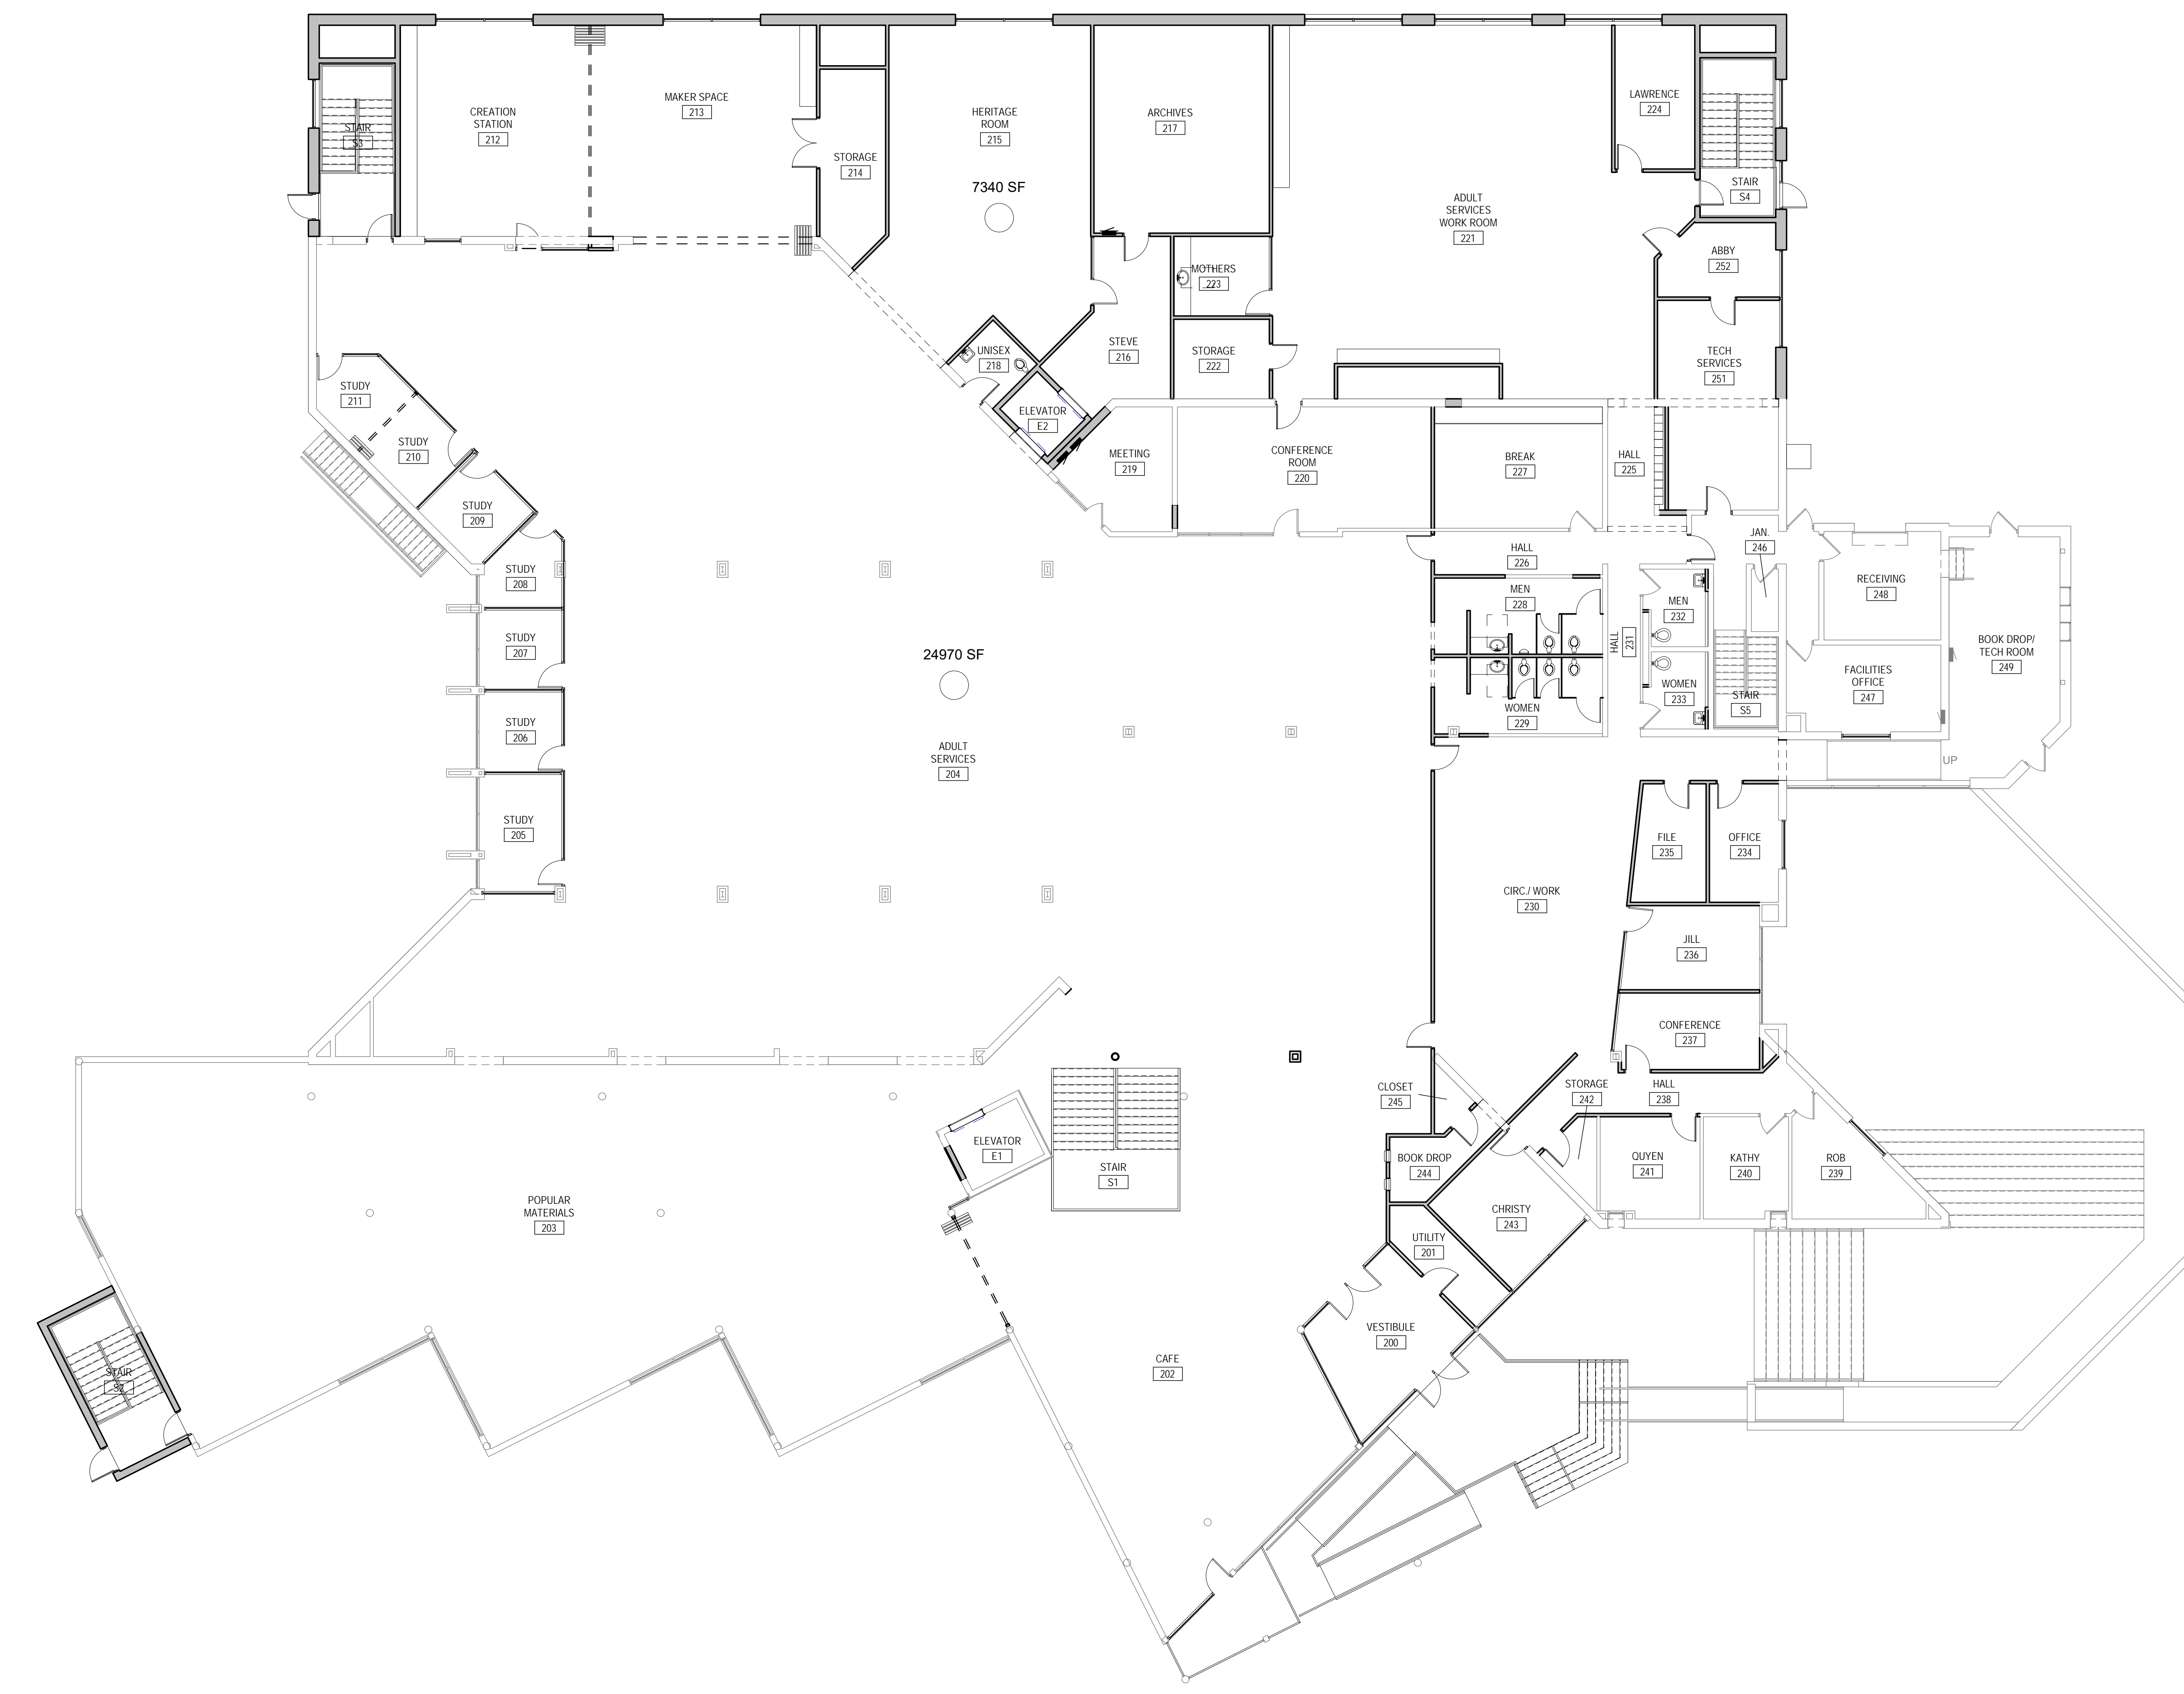 CREATION
STATION
212
MAKER SPACE
213
STAIR
S3
STORAGE
214
HERITAGE
ROOM
215
7340 SF
ARCHIVES
217
ADULT
SERVICES
WORK ROOM
221
LAWRENCE
224
STAIR
S4
ABBY
252
MOTHERS
223
STEVE
216
STORAGE
222
TECH
SERVICES
251
UNISEX
218
ELEVATOR
E2
STUDY
211
STUDY
210
MEETING
219
CONFERENCE
ROOM
220
BREAK
227
HALL
225
STUDY
209
JAN.
246
HALL
226
STUDY
208
MEN
228
MEN
232
RECEIVING
248
STUDY
207
HALL
231
BOOK DROP/
TECH ROOM
249
24970 SF
WOMEN
233
FACILITIES
OFFICE
247
STAIR
S5
STUDY
206
WOMEN
229
ADULT
SERVICES
204
UP
STUDY
205
FILE
235
OFFICE
234
CIRC./ WORK
230
JILL
236
CONFERENCE
237
CLOSET
245
STORAGE
242
HALL
238
ELEVATOR
E1
STAIR
S1
BOOK DROP
244
QUYEN
241
KATHY
240
ROB
239
POPULAR
MATERIALS
203
CHRISTY
243
UTILITY
201
VESTIBULE
200
CAFE
202
STAIR
S2